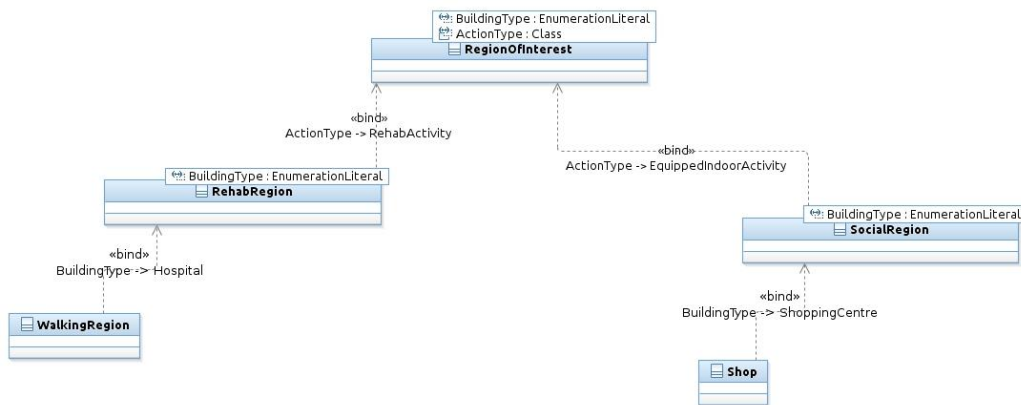 BuildingType : EnumerationLiteral
ActionType : Class
RegionOfInterest
«bind»
ActionType -> RehabActivity
«bind»
ActionType -> EquippedIndoorActivity
BuildingType : EnumerationLiteral
RehabRegion
BuildingType : EnumerationLiteral
SocialRegion
«bind»
BuildingType -> Hospital
«bind»
BuildingType -> ShoppingCentre
WalkingRegion
Shop